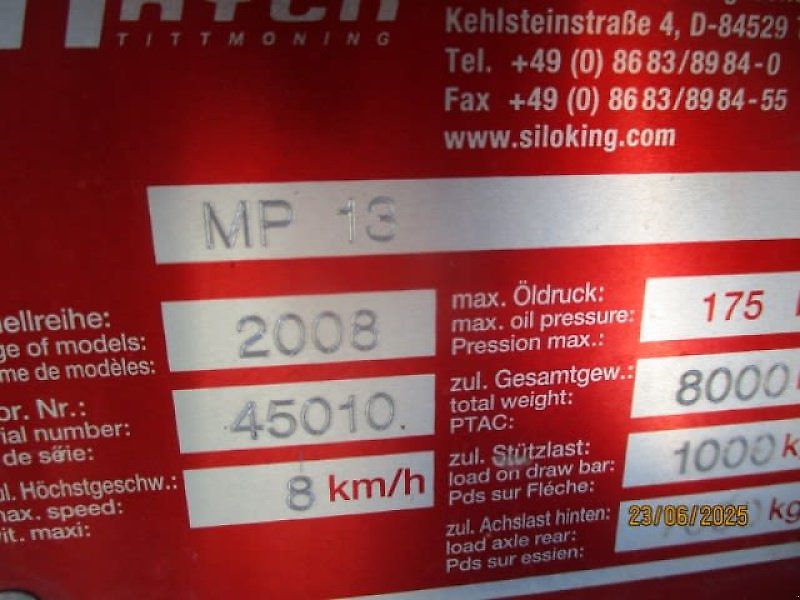 TITTMONING
Kehlsteinstraße 4, D-84529
Tel. +49 (0) 86 83/89 84-0
Fax +49 (0) 86 83/89 84-55
www.siloking.com
MP 13
ellreihe: 2008
ge of models:
me de modèles:
or. Nr.: 45010.
ial number:
de série:
ul. Höchstgeschw.: 8 km/h
max. speed:
vit. maxi:
max. Öldruck: 175
max. oil pressure:
Pression max.:
zul. Gesamtgew.: 8000
total weight:
PTAC:
zul. Stützlast: 1000 k
load on draw bar:
Pds sur Fléche:
zul. Achslast hinten: kg
load axle rear:
Pds sur essien:
23/06/2025